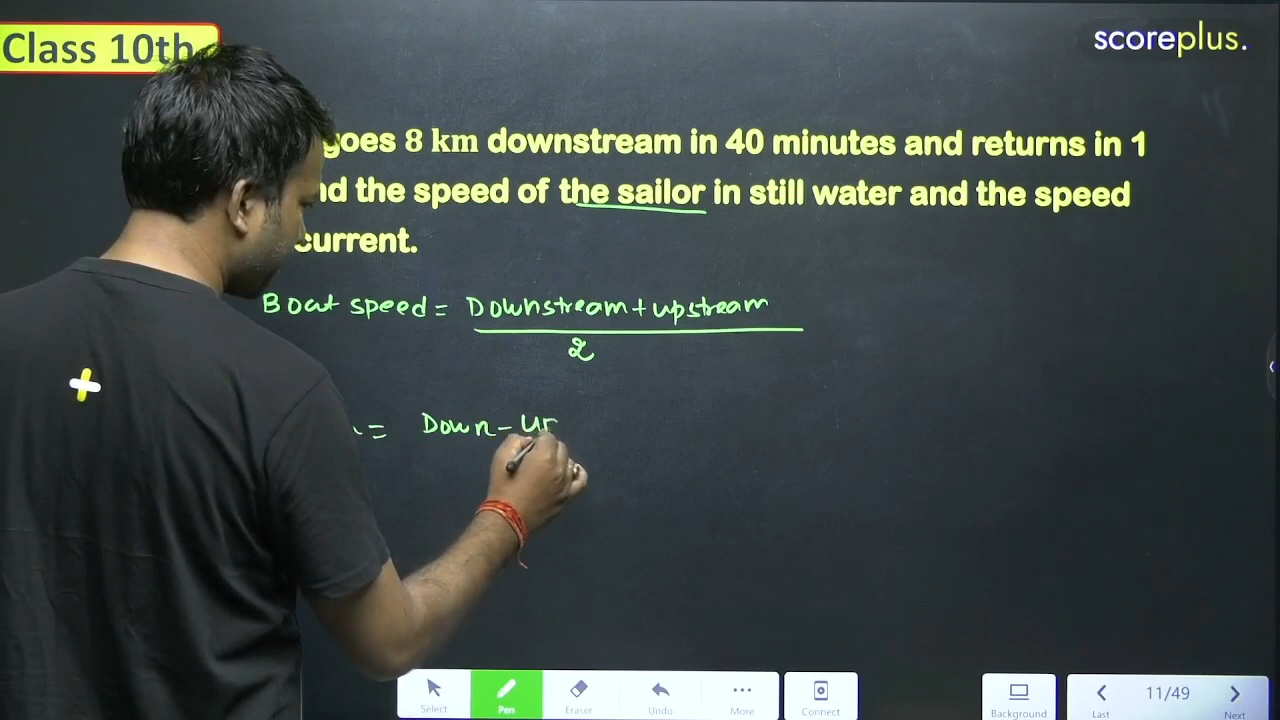 Class 10th
scoreplus.
goes 8 km downstream in 40 minutes and returns in 1
the speed of the sailor in still water and the speed
current.
Boat speed = Downstream + upstream
2
= Down - Up
Select
Pen
Eraser
Undo
More
Connect
Background
Last
11/49
Next